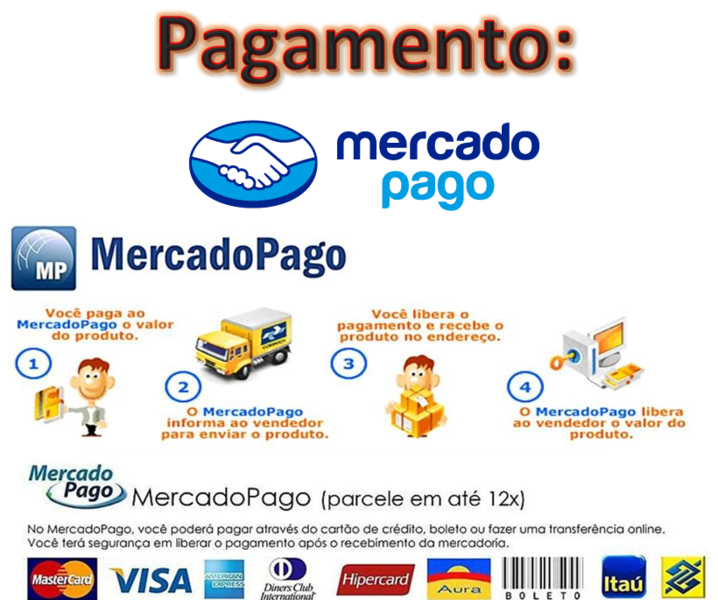 Pagamento:
mercado
pago
MP MercadoPago
Você paga ao
MercadoPago o valor
do produto.
1
2
O MercadoPago
informa ao vendedor
para enviar o produto.
Você libera o
pagamento e recebe o
produto no endereço.
3
4
O MercadoPago libera
ao vendedor o valor do
produto.
Mercado
Pago
MercadoPago (parcele em até 12x)
No MercadoPago, você poderá pagar através do cartão de crédito, boleto ou fazer uma transferência online.
Você terá segurança em liberar o pagamento após o recebimento da mercadoria.
MasterCard
VISA
AMERICAN
EXPRESS
Diners Club
International
Hipercard
Aura
BOLETO
Itaú